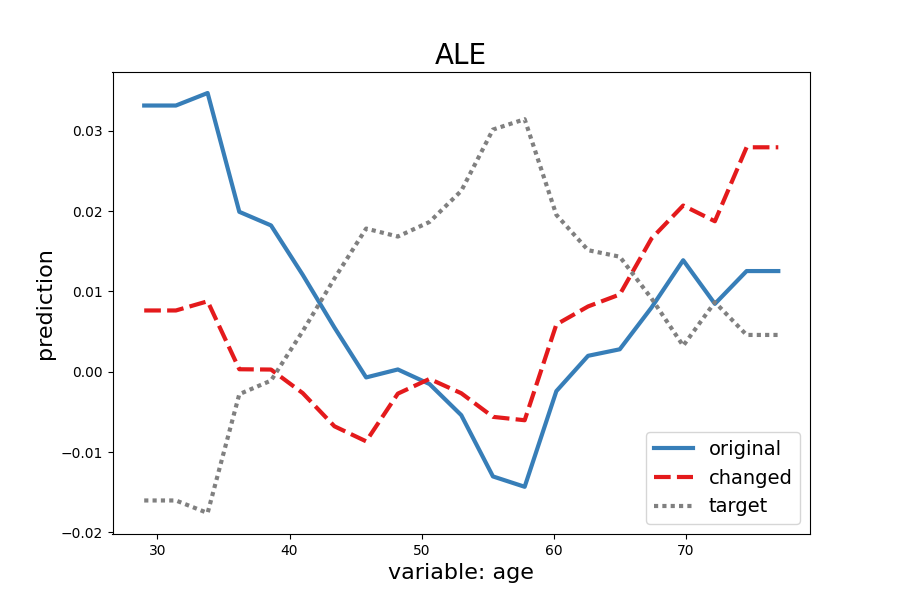 ALE
prediction
0.03
0.02
0.01
0.00
−0.01
−0.02
30 40 50 60 70
variable: age
original
changed
target